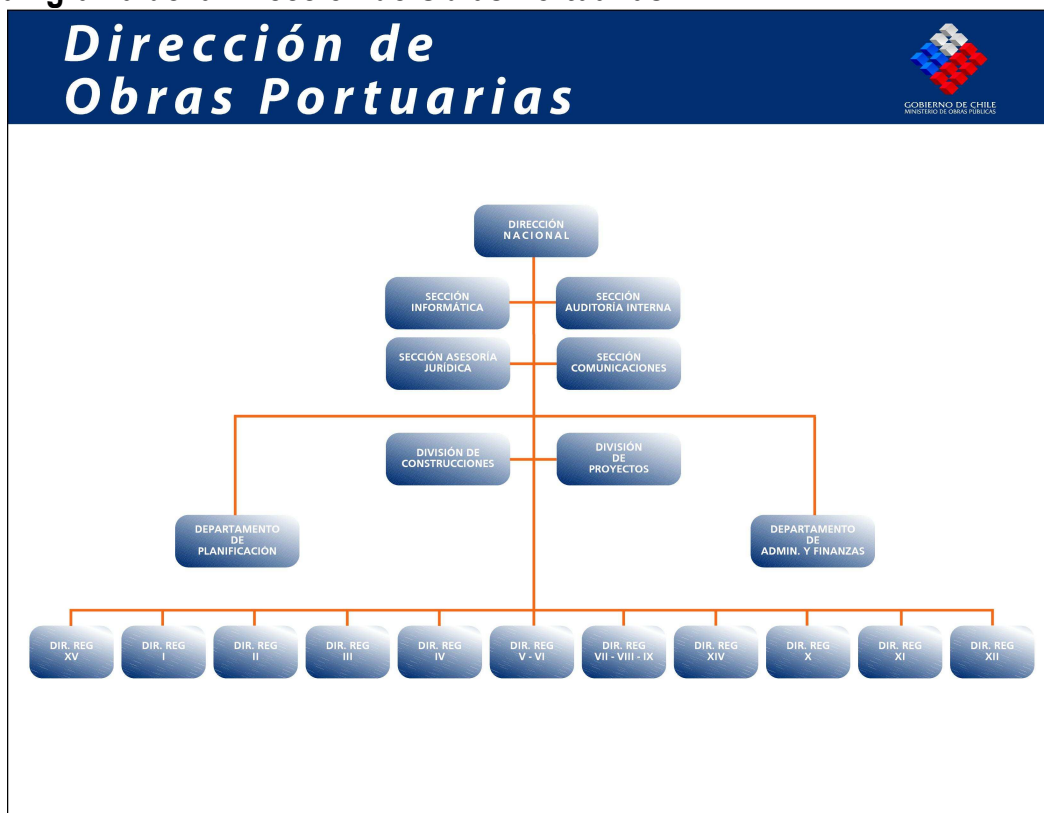 Dirección de
Obras Portuarias
GOBIERNO DE CHILE
MINISTERIO DE OBRAS PÚBLICAS
DIRECCIÓN
NACIONAL
SECCIÓN
INFORMÁTICA
SECCIÓN
AUDITORÍA INTERNA
SECCIÓN ASESORÍA
JURÍDICA
SECCIÓN
COMUNICACIONES
DIVISIÓN DE
CONSTRUCCIONES
DIVISIÓN
DE
PROYECTOS
DEPARTAMENTO
DE
PLANIFICACIÓN
DEPARTAMENTO
DE
ADMIN. Y FINANZAS
DIR. REG
XV
DIR. REG
I
DIR. REG
II
DIR. REG
III
DIR. REG
IV
DIR. REG
V - VI
DIR. REG
VII - VIII - IX
DIR. REG
XIV
DIR. REG
X
DIR. REG
XI
DIR. REG
XII